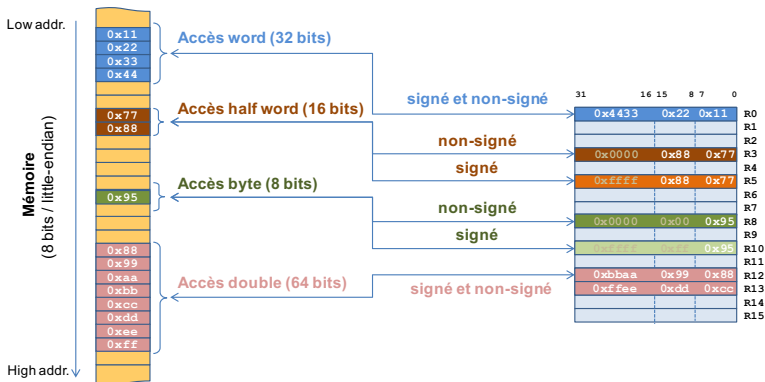 Low addr.
0x11
0x22
0x33
0x44
0x77
0x88
0x95
0x88
0x99
0xaa
0xbb
0xcc
0xdd
0xee
0xff
High addr.
Mémoire
(8 bits / little-endian)
Accès word (32 bits)
Accès half word (16 bits)
Accès byte (8 bits)
Accès double (64 bits)
signé et non-signé
non-signé
signé
non-signé
signé
signé et non-signé
31 16 15 8 7 0
0x4433 0x22 0x11 R0
R1
R2
0x0000 0x88 0x77 R3
R4
0xffff 0x88 0x77 R5
R6
R7
0x0000 0x00 0x95 R8
R9
0xffff 0xff 0x95 R10
R11
0xbbaa 0x99 0x88 R12
0xffee 0xdd 0xcc R13
R14
R15